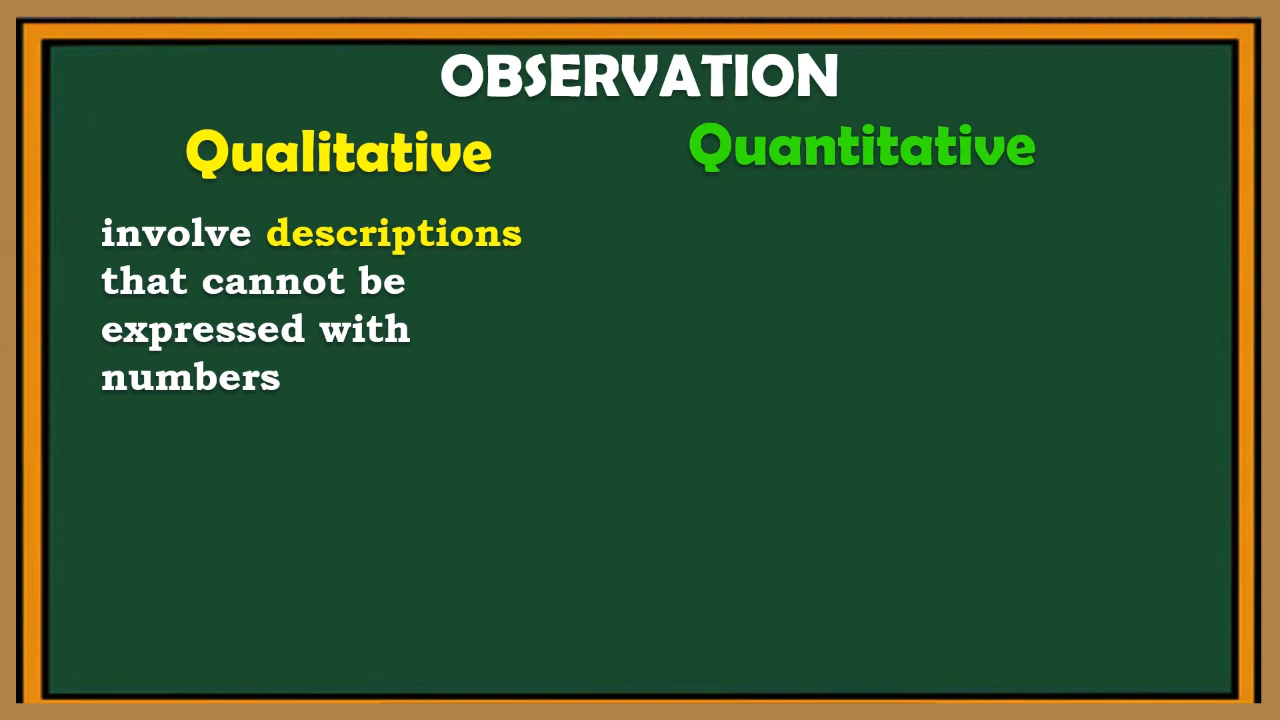 OBSERVATION
Qualitative
Quantitative
involve descriptions
that cannot be
expressed with
numbers